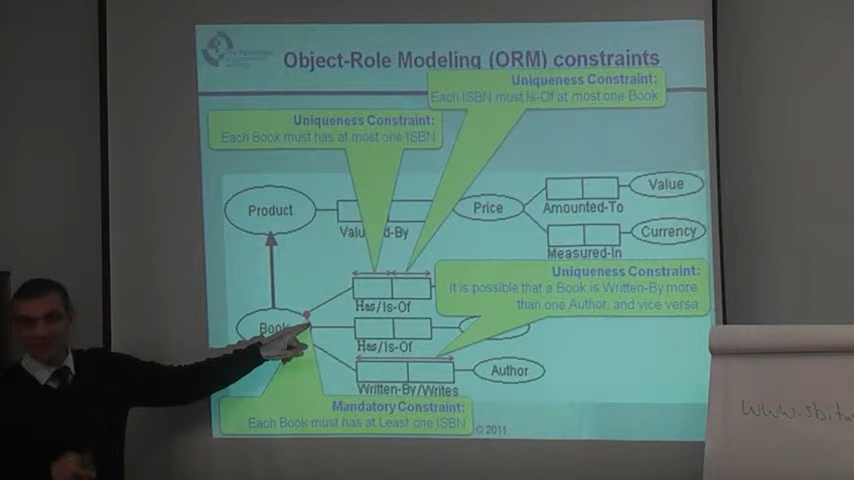 Object-Role Modeling (ORM) constraints
Uniqueness Constraint:
Each ISBN must Is-Of at most one Book
Uniqueness Constraint:
Each Book must has at most one ISBN
Product
Price
Value
Amounted-To
Currency
Measured-In
Uniqueness Constraint:
It is possible that a Book is Written-By more
than one Author, and vice versa
Has/Is-Of
Book
Has/Is-Of
Author
Written-By/Writes
Mandatory Constraint:
Each Book must has at Least one ISBN
© 2011